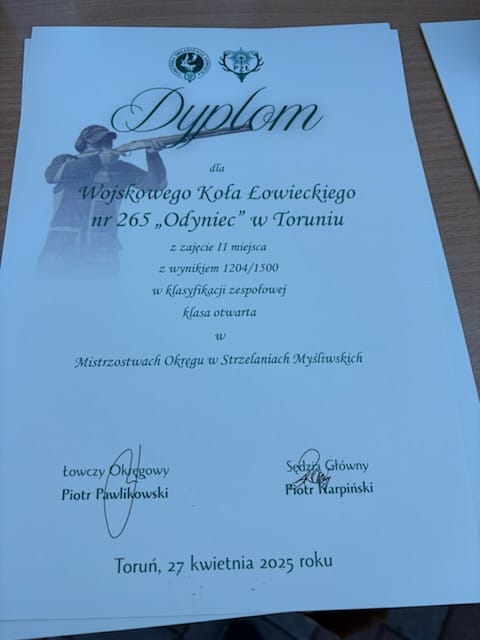 PZŁ
Dyplom
dla
Wojskowego Koła Łowieckiego
nr 265 „Odyniec" w Toruniu
z zajęcie II miejsca
z wynikiem 1204/1500
w klasyfikacji zespołowej
klasa otwarta
w
Mistrzostwach Okręgu w Strzelaniach Myśliwskich
Łowczy Okręgowy
Piotr Pawlikowski
Sędzia Główny
Piotr Karpiński
Toruń, 27 kwietnia 2025 roku